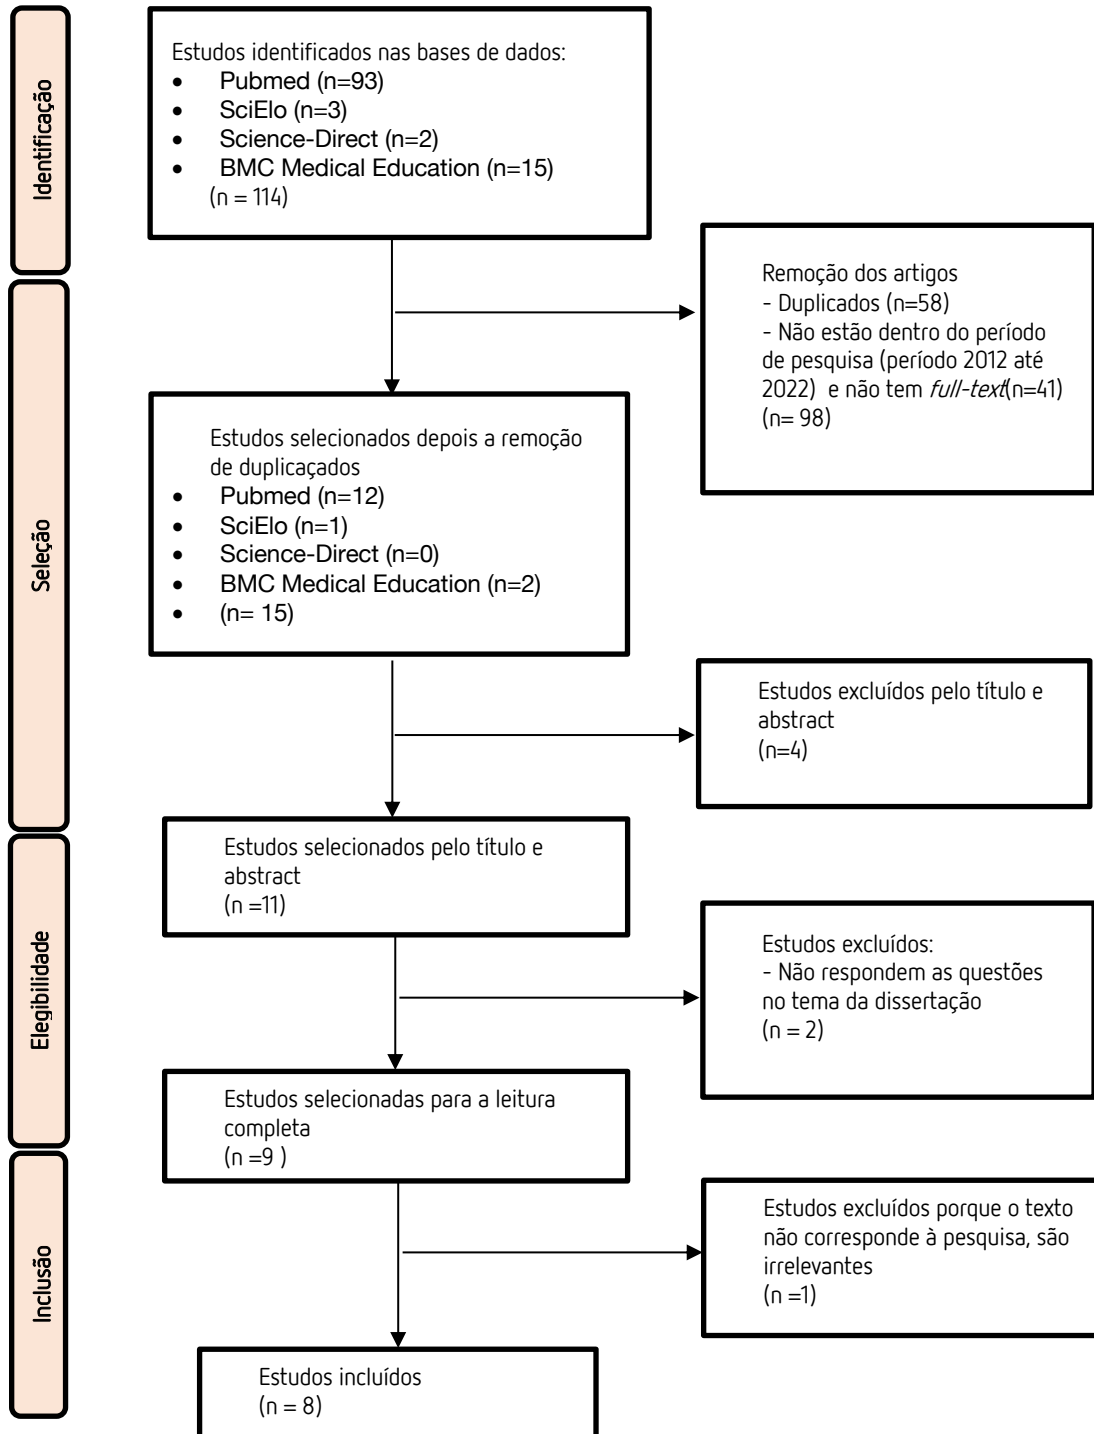 Identificação
Estudos identificados nas bases de dados:
• Pubmed (n=93)
• SciElo (n=3)
• Science-Direct (n=2)
• BMC Medical Education (n=15)
(n = 114)
Remoção dos artigos
- Duplicados (n=58)
- Não estão dentro do período
de pesquisa (período 2012 até
2022) e não tem full-text(n=41)
(n= 98)
Seleção
Estudos selecionados depois a remoção
de duplicaçados
• Pubmed (n=12)
• SciElo (n=1)
• Science-Direct (n=0)
• BMC Medical Education (n=2)
• (n= 15)
Estudos excluídos pelo título e
abstract
(n=4)
Estudos selecionados pelo título e
abstract
(n =11)
Elegibilidade
Estudos excluídos:
- Não respondem as questões
no tema da dissertação
(n = 2)
Estudos selecionadas para a leitura
completa
(n =9 )
Inclusão
Estudos excluídos porque o texto
não corresponde à pesquisa, são
irrelevantes
(n =1)
Estudos incluídos
(n = 8)